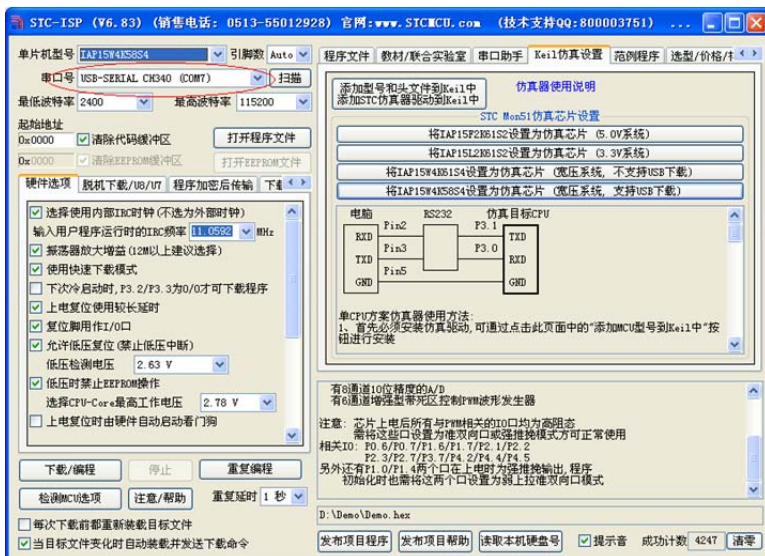 STC-ISP (V6.83) (销售电话: 0513-55012928) 官网:www.STCMCU.com (技术支持QQ:800003751) ...
单片机型号 IAP15W4K58S4 引脚数 Auto
串口号 USB-SERIAL CH340 (COM7) 扫描
最低波特率 2400 最高波特率 115200
起始地址
0x0000 清除代码缓冲区 打开程序文件
0x0000 清除EEPROM缓冲区 打开EEPROM文件
硬件选项 脱机下载/U8/U7 程序加密后传输
选择使用内部IRC时钟(不选为外部时钟)
输入用户程序运行时的IRC频率 11.0592 MHz
振荡器放大增益(12M以上建议选择)
使用快速下载模式
下次冷启动时,P3.2/P3.3为0/0才可下载程序
上电复位使用较长延时
复位脚用作I/O口
允许低压复位(禁止低压中断)
低压检测电压 2.63 V
低压时禁止EEPROM操作
选择CPU-Core最高工作电压 2.78 V
上电复位时由硬件自动启动看门狗
下载/编程 停止 重复编程
检测MCU选项 注意/帮助 重复延时 1 秒
每次下载前都重新装载目标文件
当目标文件变化时自动装载并发送下载命令
程序文件 教材/联合实验室 串口助手 Keil仿真设置 范例程序 选型/价格/
添加型号和头文件到Keil中
添加STC仿真器驱动到Keil中
仿真器使用说明
STC Mon51仿真芯片设置
将IAP15F2K61S2设置为仿真芯片 (5.0V系统)
将IAP15L2K61S2设置为仿真芯片 (3.3V系统)
将IAP15W4K61S4设置为仿真芯片 (宽压系统, 不支持USB下载)
将IAP15W4K58S4设置为仿真芯片 (宽压系统, 支持USB下载)
电脑 RS232 仿真目标CPU
RXD Pin2 P3.1 TXD
TXD Pin3 P3.0 RXD
GND Pin5 GND
单CPU方案仿真器使用方法:
1、首先必须安装仿真驱动,可通过点击此页面中的"添加MCU型号到Keil中"按
钮进行安装
有8通道10位精度的A/D
有6通道增强型带死区控制PWM波形发生器
注意: 芯片上电后所有与PWM相关的IO口均为高阻态
需将这些口设置为准双向口或强推挽模式方可正常使用
相关IO: P0.6/P0.7/P1.6/P1.7/P2.1/P2.2
P2.3/P2.7/P3.7/P4.2/P4.4/P4.5
另外还有P1.0/P1.4两个口在上电时为强推挽输出,程序
初始化时也需将这两个口设置为弱上拉准双向口模式
D:\Demo\Demo.hex
发布项目程序 发布项目帮助 读取本机硬盘号 提示音 成功计数 4247 清零